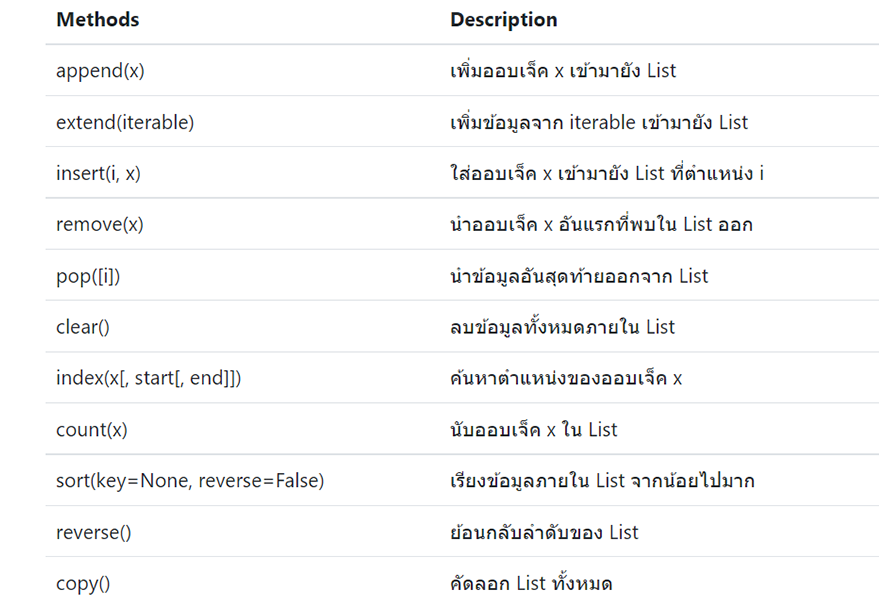 Methods Description
append(x) เพิ่มออบเจ็ค x เข้ามายัง List
extend(iterable) เพิ่มข้อมูลจาก iterable เข้ามายัง List
insert(i, x) ใส่ออบเจ็ค x เข้ามายัง List ที่ตำแหน่ง i
remove(x) นำออบเจ็ค x อันแรกที่พบใน List ออก
pop([i]) นำข้อมูลอันสุดท้ายออกจาก List
clear() ลบข้อมูลทั้งหมดภายใน List
index(x[, start[, end]]) ค้นหาตำแหน่งของออบเจ็ค x
count(x) นับออบเจ็ค x ใน List
sort(key=None, reverse=False) เรียงข้อมูลภายใน List จากน้อยไปมาก
reverse() ย้อนกลับลำดับของ List
copy() คัดลอก List ทั้งหมด